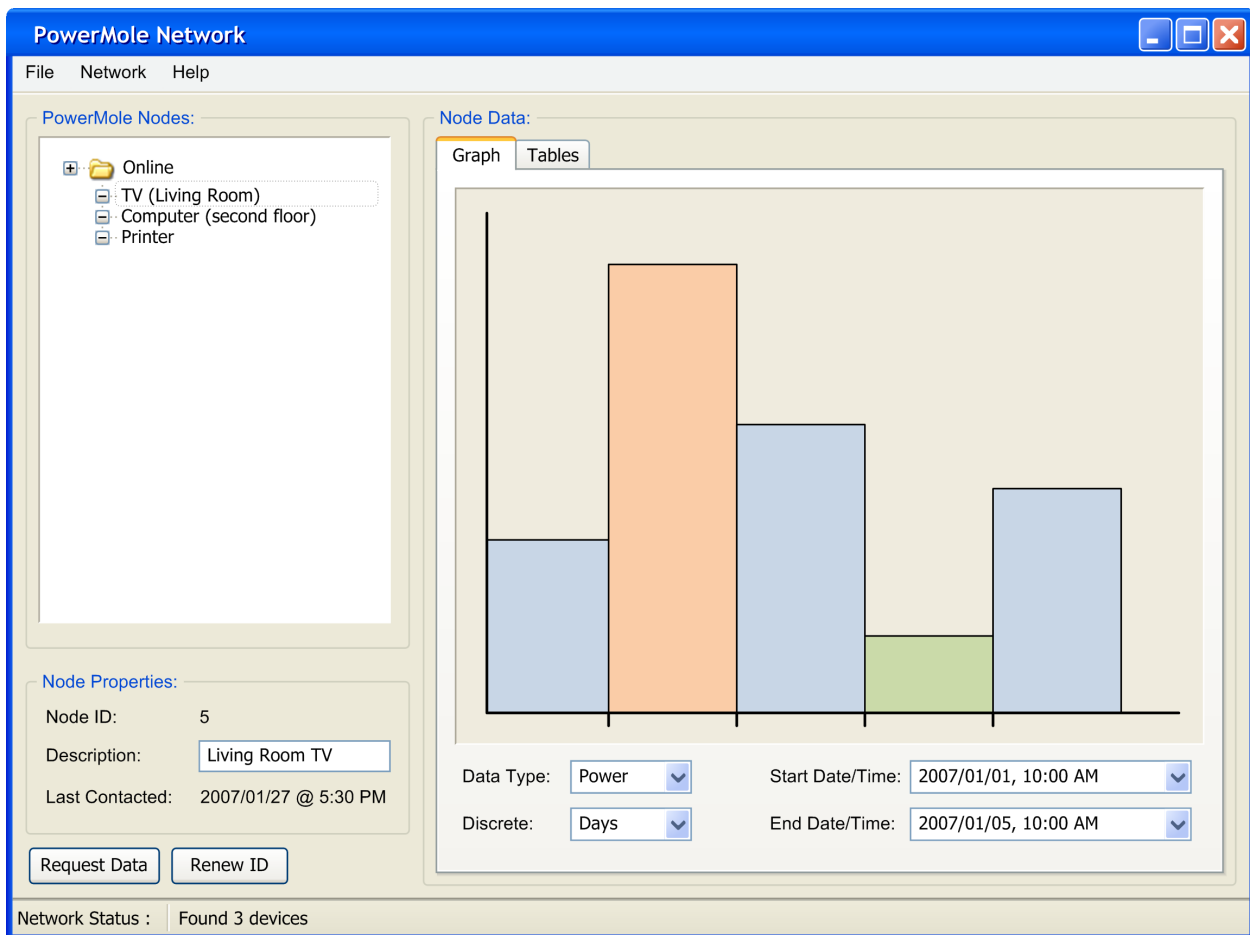 PowerMole Network
File Network Help
PowerMole Nodes:
Online
TV (Living Room)
Computer (second floor)
Printer
Node Properties:
Node ID: 5
Description: Living Room TV
Last Contacted: 2007/01/27 @ 5:30 PM
Request Data Renew ID
Node Data:
Graph Tables
Data Type: Power Start Date/Time: 2007/01/01, 10:00 AM
Discrete: Days End Date/Time: 2007/01/05, 10:00 AM
Network Status : Found 3 devices